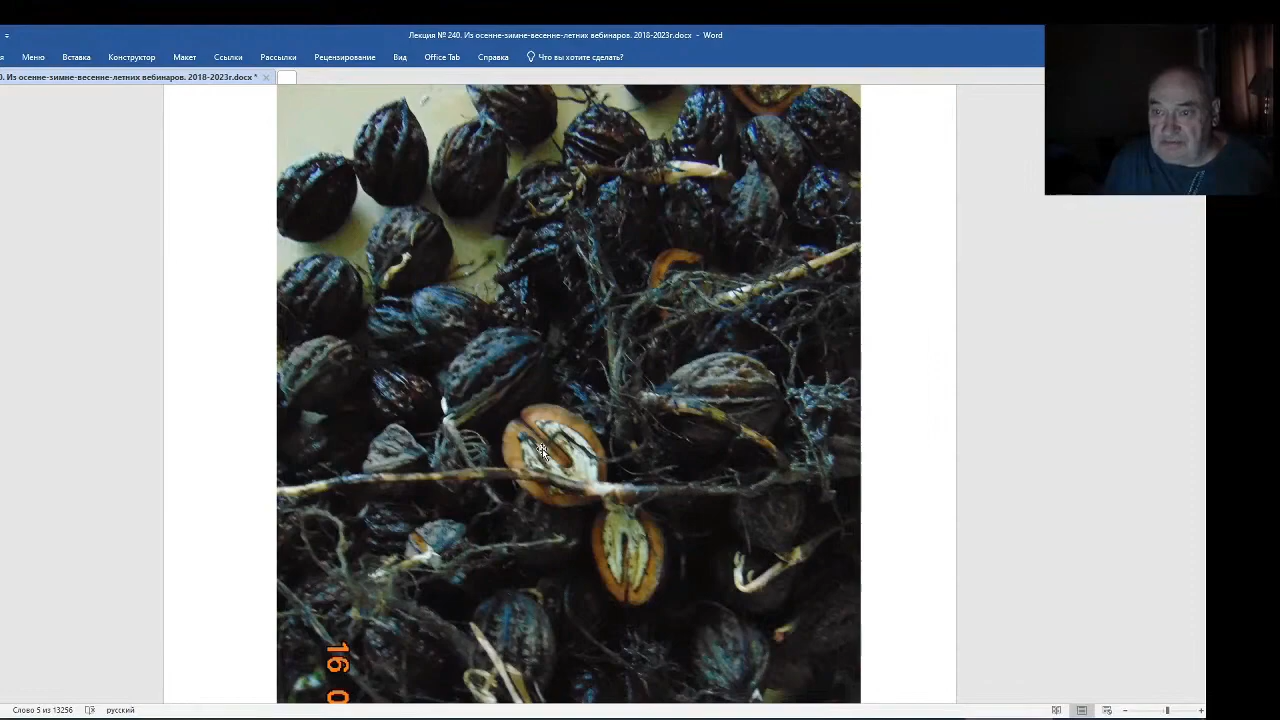 Лекция № 240. Из осенне-зимне-весенне-летних вебинаров. 2018-2023г.docx - Word
я Меню Вставка Конструктор Макет Ссылки Рассылки Рецензирование Вид Office Tab Справка Что вы хотите сделать?
0. Из осенне-зимне-весенне-летних вебинаров. 2018-2023г.docx *
16 0
Слово 5 из 13256 русский